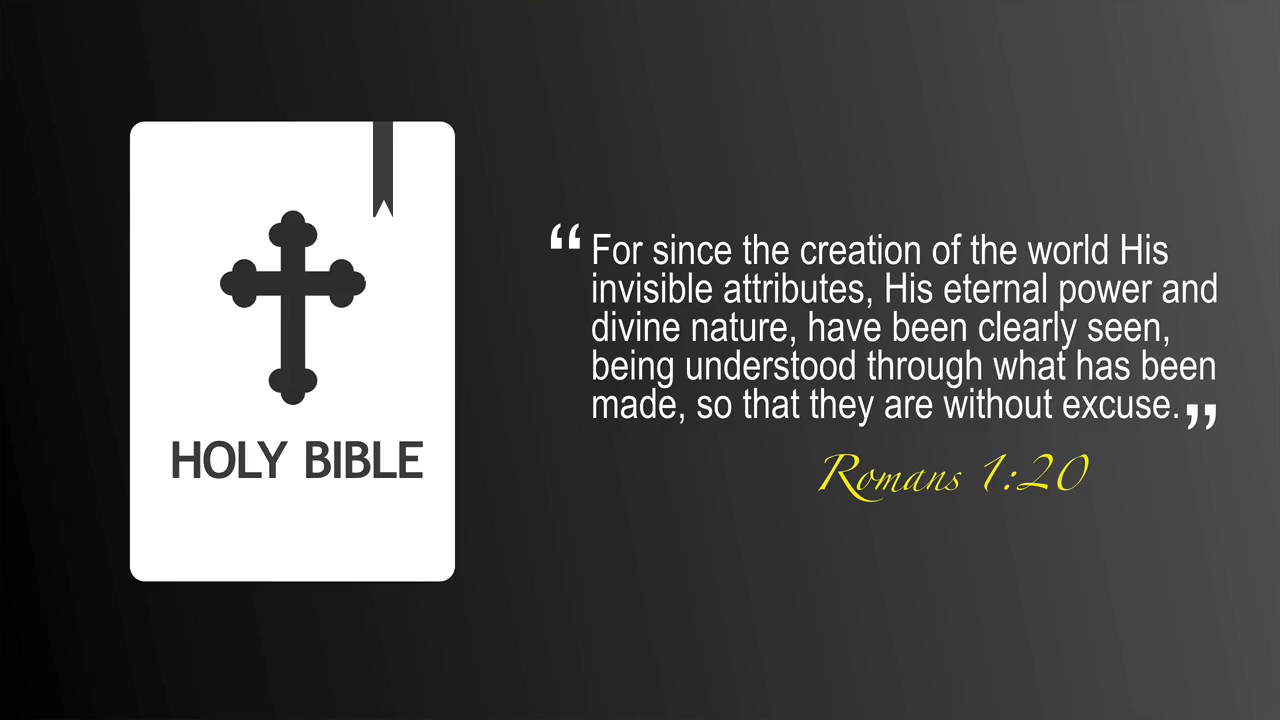 HOLY BIBLE
“For since the creation of the world His
invisible attributes, His eternal power and
divine nature, have been clearly seen,
being understood through what has been
made, so that they are without excuse.”
Romans 1:20